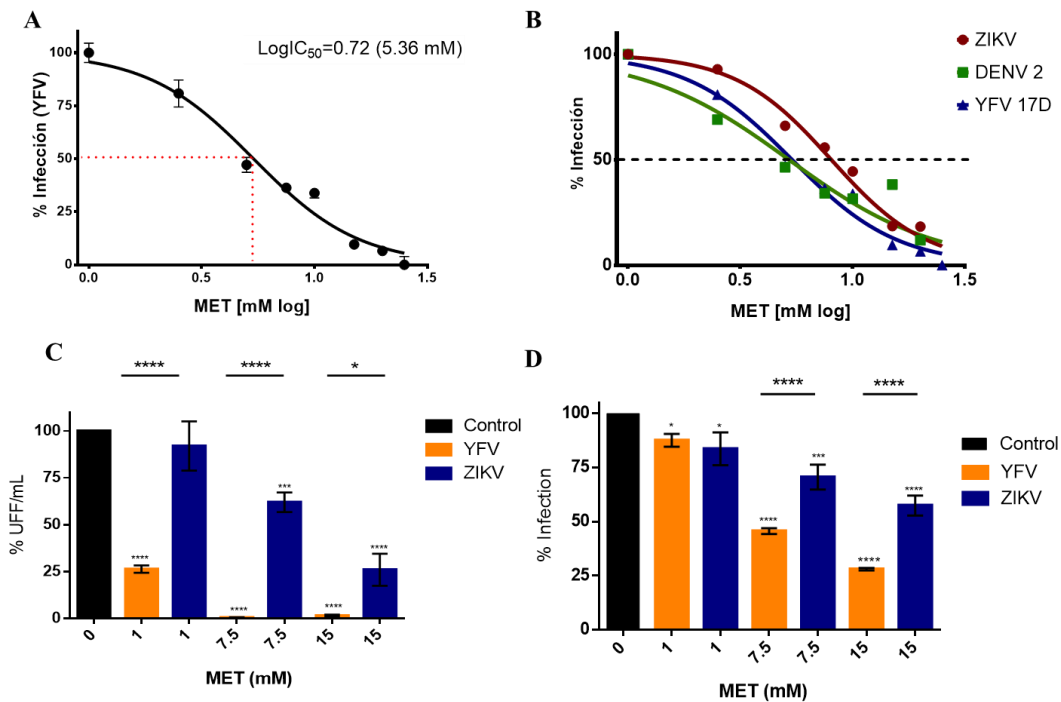 A
LogIC50=0.72 (5.36 mM)
% Infección (YFV)
100
75
50
25
0
0.0 0.5 1.0 1.5
MET [mM log]
B
ZIKV
DENV 2
YFV 17D
% Infección
100
50
0
0.0 0.5 1.0 1.5
MET [mM log]
C
**** **** *
% UFF/mL
100
75
50
25
0
**** **** *** **** ****
Control
YFV
ZIKV
0 1 1 7.5 7.5 15 15
MET (mM)
D
**** ****
% Infection
100
75
50
25
0
* * **** *** **** ****
Control
YFV
ZIKV
0 1 1 7.5 7.5 15 15
MET (mM)